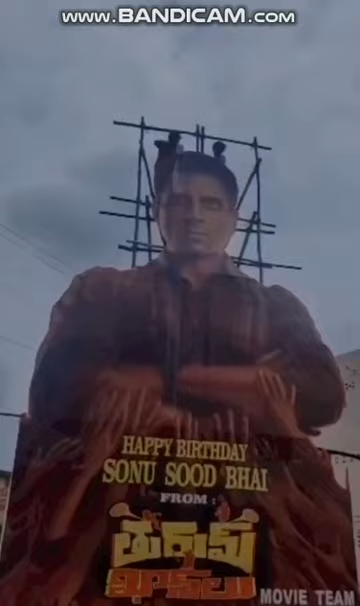 www.BANDICAM.com
HAPPY BIRTHDAY
SONU SOOD BHAI
FROM :
తురుమ్
ఖాన్‌లు
MOVIE TEAM